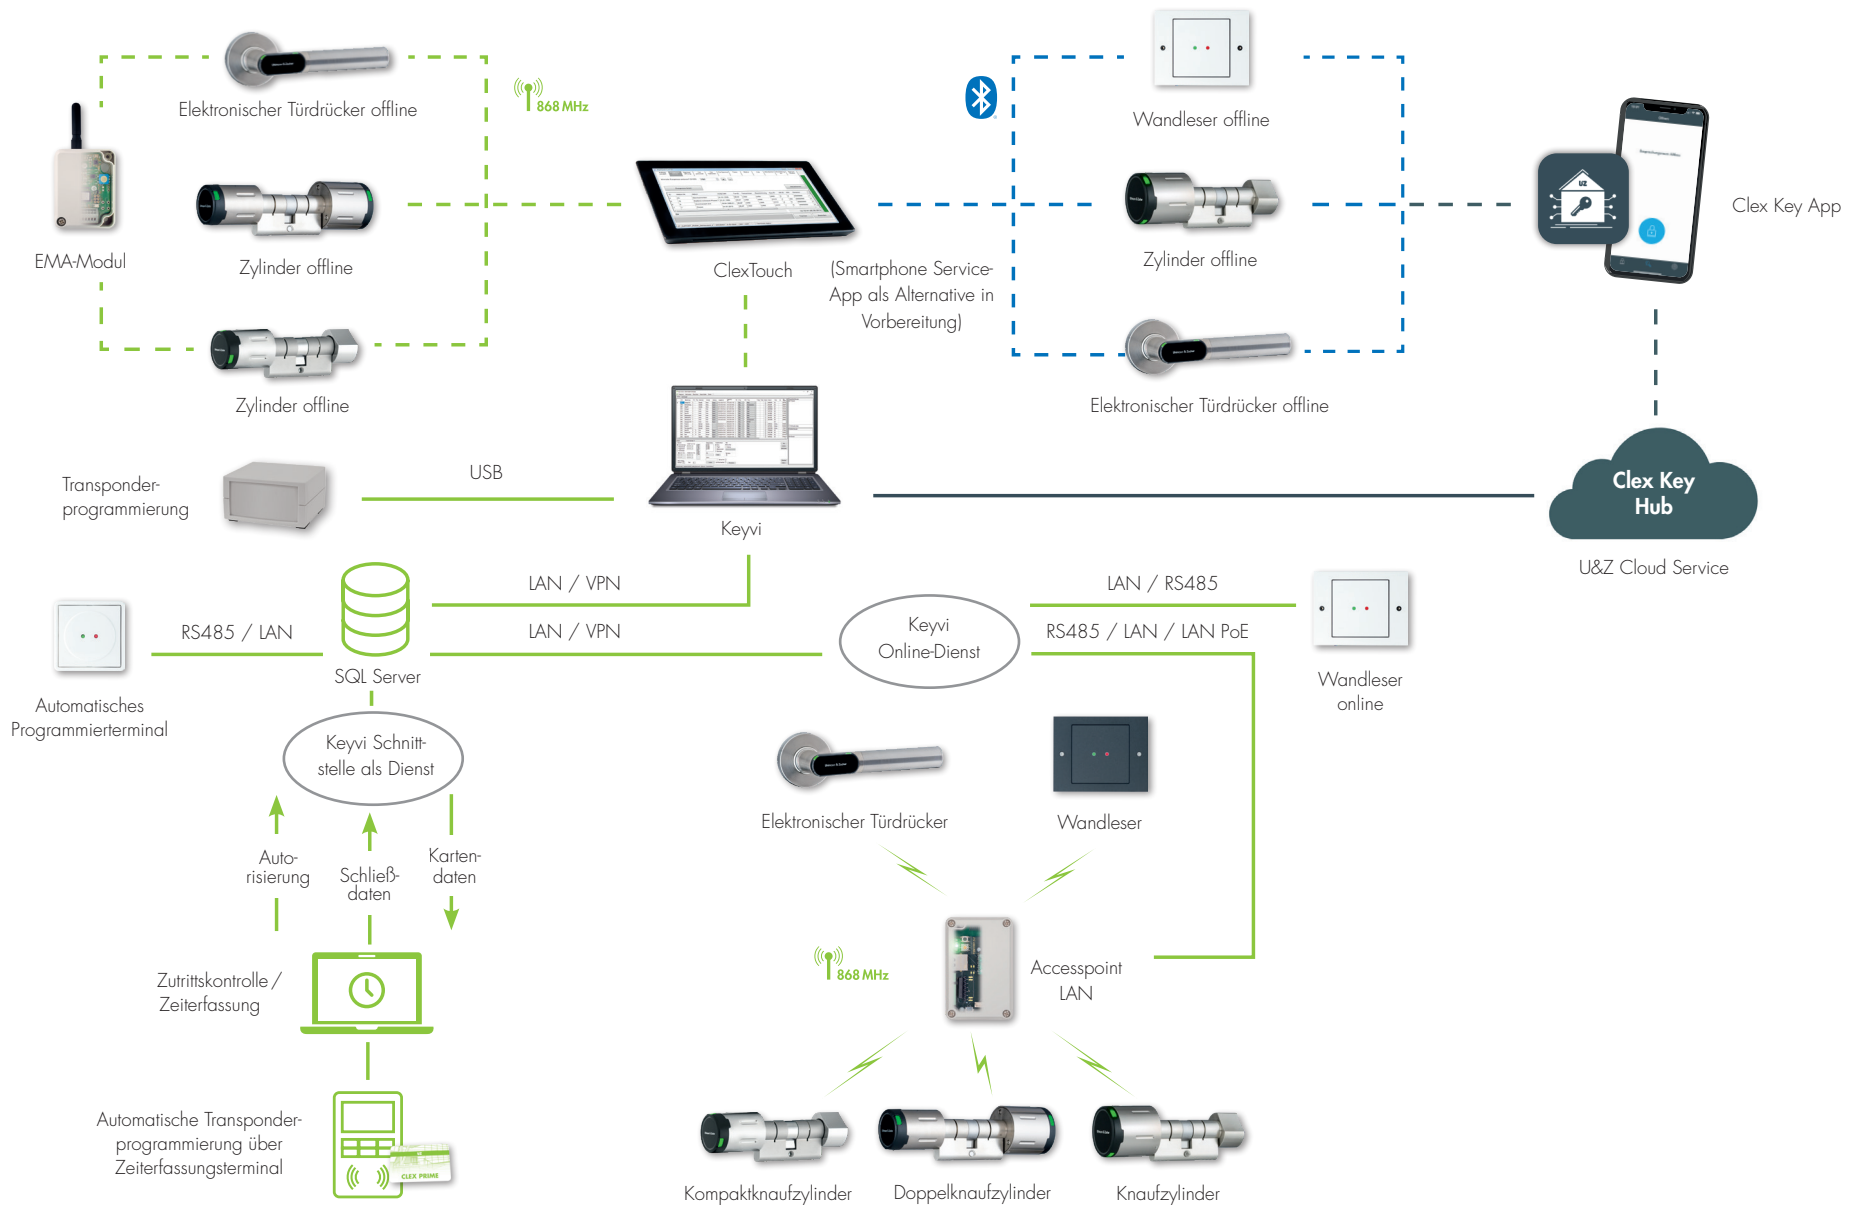 Elektronischer Türdrücker offline
868 MHz
EMA-Modul
Zylinder offline
Zylinder offline
ClexTouch
(Smartphone Service-
App als Alternative in
Vorbereitung)
Wandleser offline
Zylinder offline
Elektronischer Türdrücker offline
UZ
Clex Key App
Transponder-
programmierung
USB
Keyvi
Clex Key
Hub
U&Z Cloud Service
LAN / VPN
LAN / VPN
RS485 / LAN
SQL Server
Automatisches
Programmierterminal
Keyvi
Online-Dienst
LAN / RS485
RS485 / LAN / LAN PoE
Wandleser
online
Keyvi Schnitt-
stelle als Dienst
Auto-
risierung
Schließ-
daten
Karten-
daten
Elektronischer Türdrücker
Wandleser
868 MHz
Accesspoint
LAN
Zutrittskontrolle /
Zeiterfassung
Automatische Transponder-
programmierung über
Zeiterfassungsterminal
CLEX PRIME
Kompaktknaufzylinder
Doppelknaufzylinder
Knaufzylinder